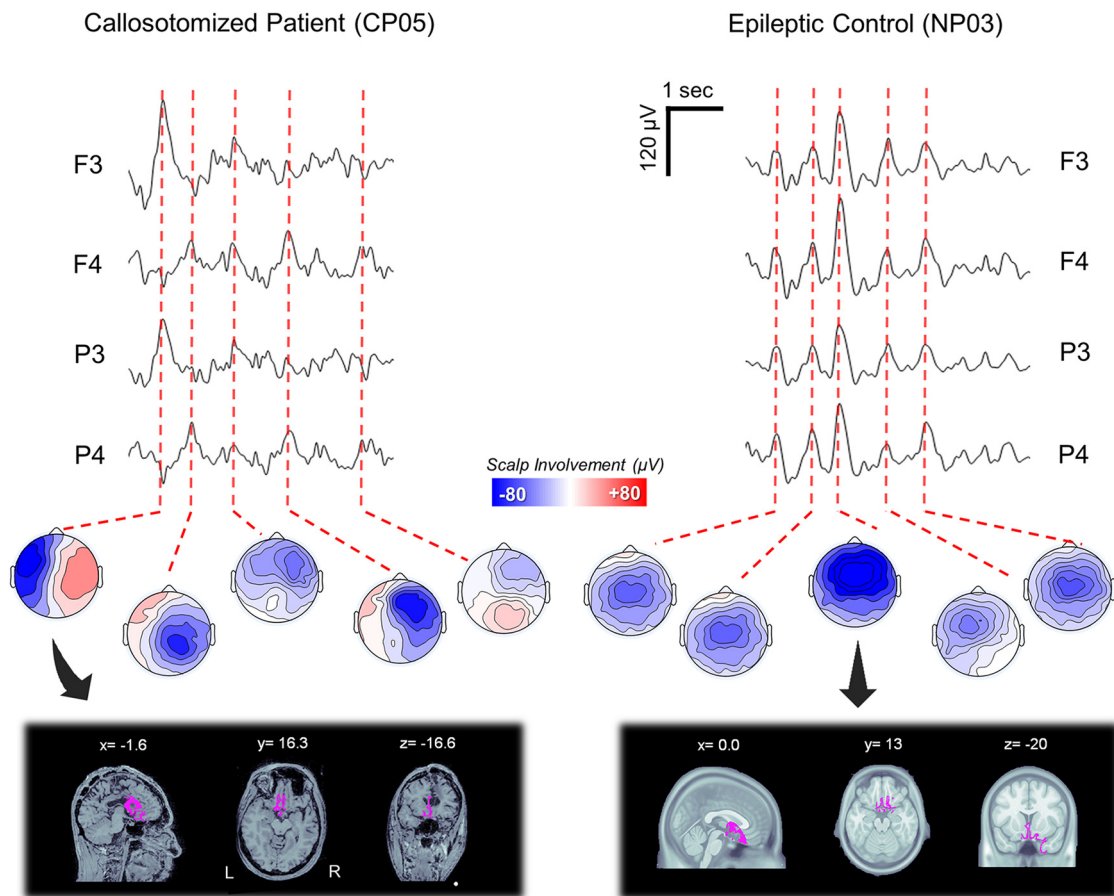 Callosotomized Patient (CP05)
Epileptic Control (NP03)
1 sec
120 µV
F3
F4
P3
P4
F3
F4
P3
P4
Scalp Involvement (µV)
-80 +80
x= -1.6 y= 16.3 z= -16.6
L R
x= 0.0 y= 13 z= -20